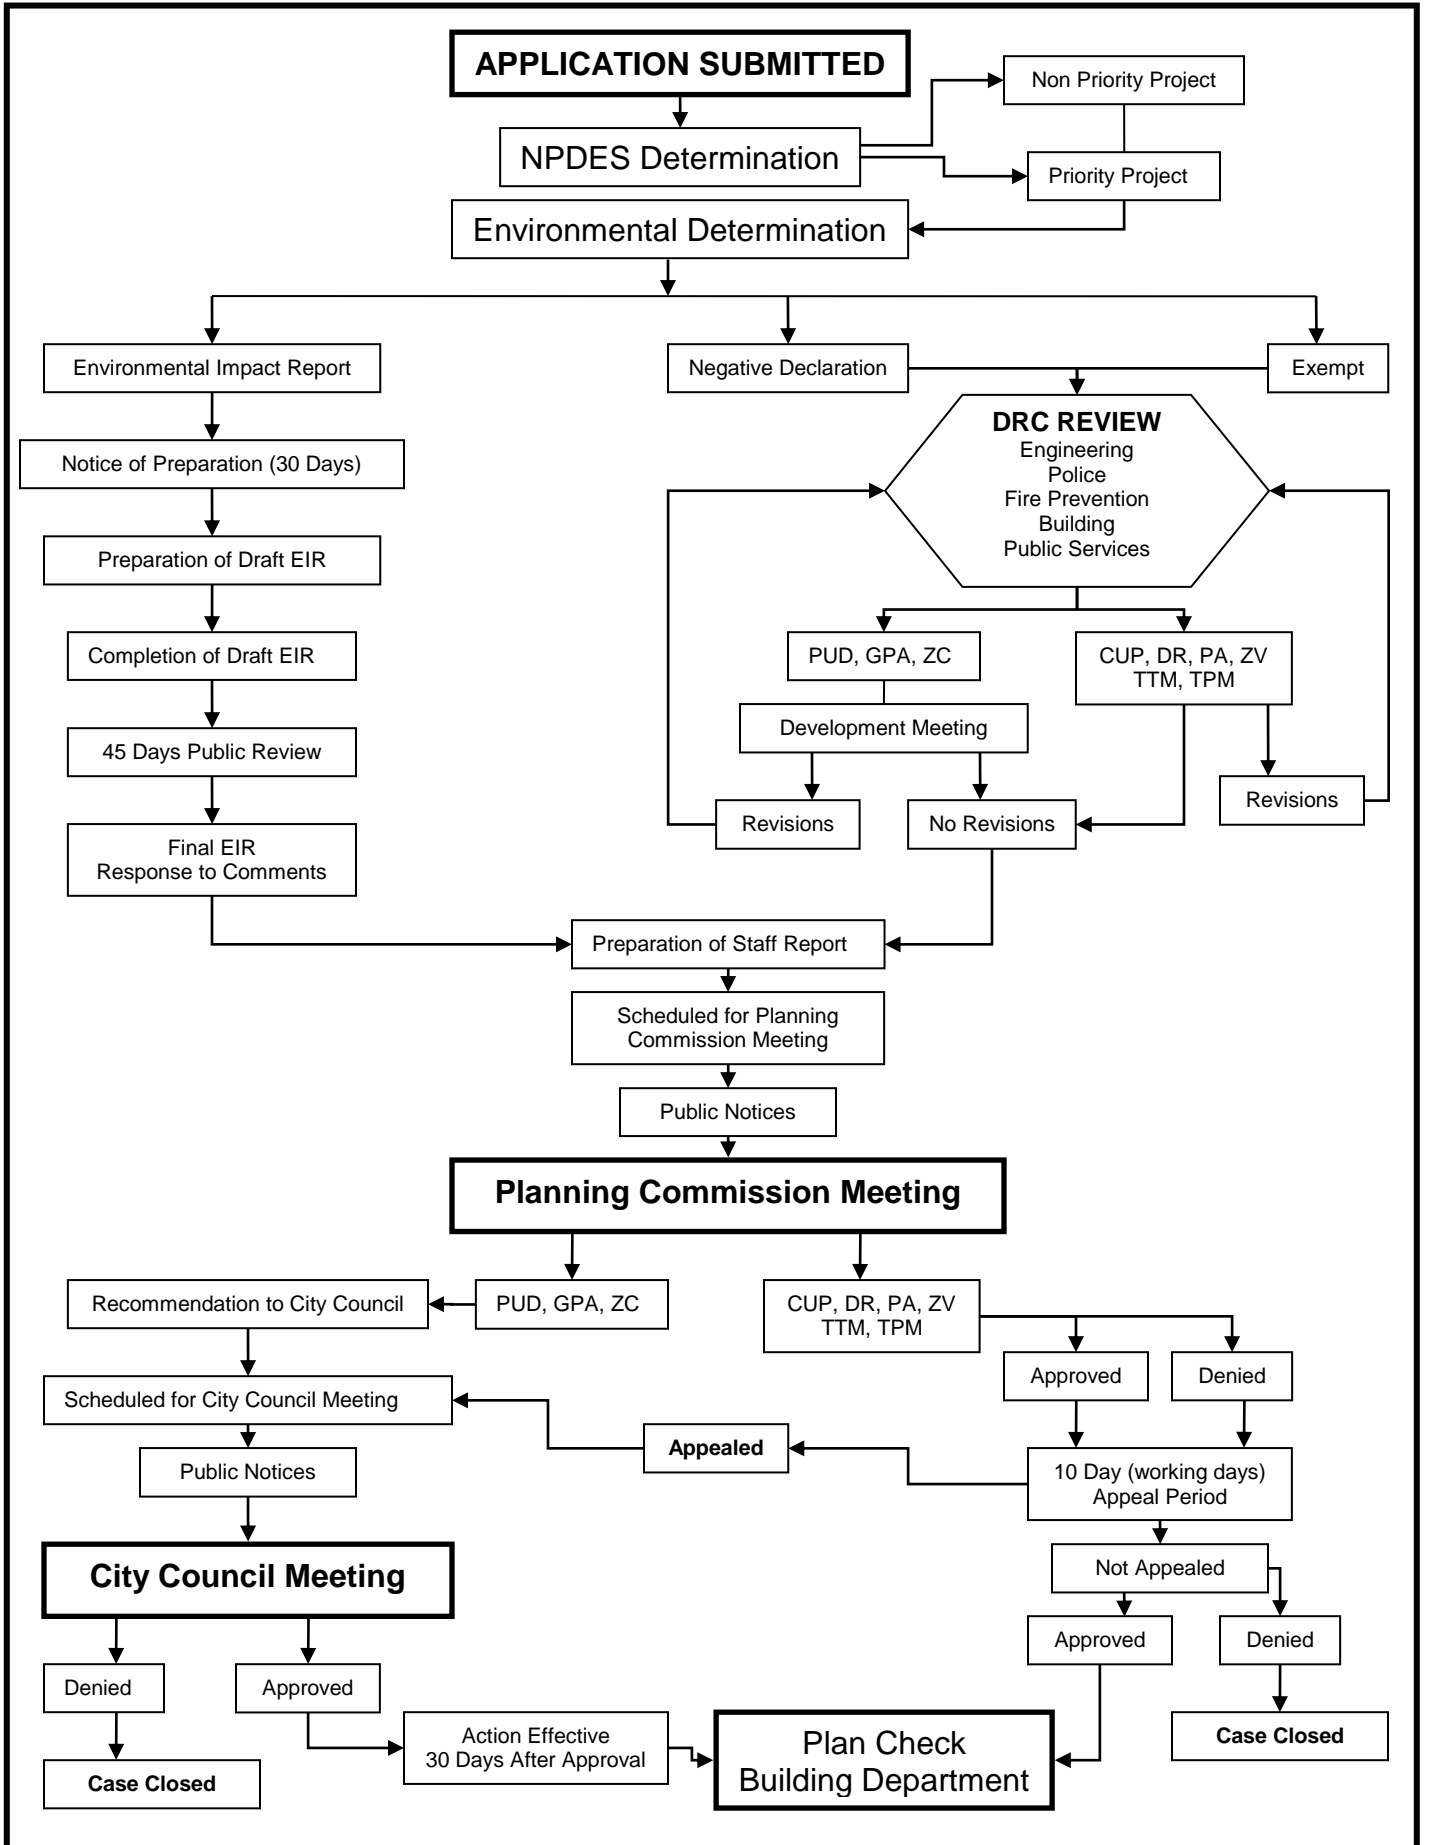 APPLICATION SUBMITTED
Non Priority Project
NPDES Determination
Priority Project
Environmental Determination
Environmental Impact Report
Negative Declaration
Exempt
DRC REVIEW
Engineering
Police
Fire Prevention
Building
Public Services
Notice of Preparation (30 Days)
Preparation of Draft EIR
Completion of Draft EIR
45 Days Public Review
Final EIR
Response to Comments
PUD, GPA, ZC
CUP, DR, PA, ZV
TTM, TPM
Development Meeting
Revisions
No Revisions
Revisions
Preparation of Staff Report
Scheduled for Planning
Commission Meeting
Public Notices
Planning Commission Meeting
Recommendation to City Council
PUD, GPA, ZC
CUP, DR, PA, ZV
TTM, TPM
Approved
Denied
Scheduled for City Council Meeting
Appealed
10 Day (working days)
Appeal Period
Public Notices
Not Appealed
City Council Meeting
Approved
Denied
Denied
Approved
Action Effective
30 Days After Approval
Plan Check
Building Department
Case Closed
Case Closed